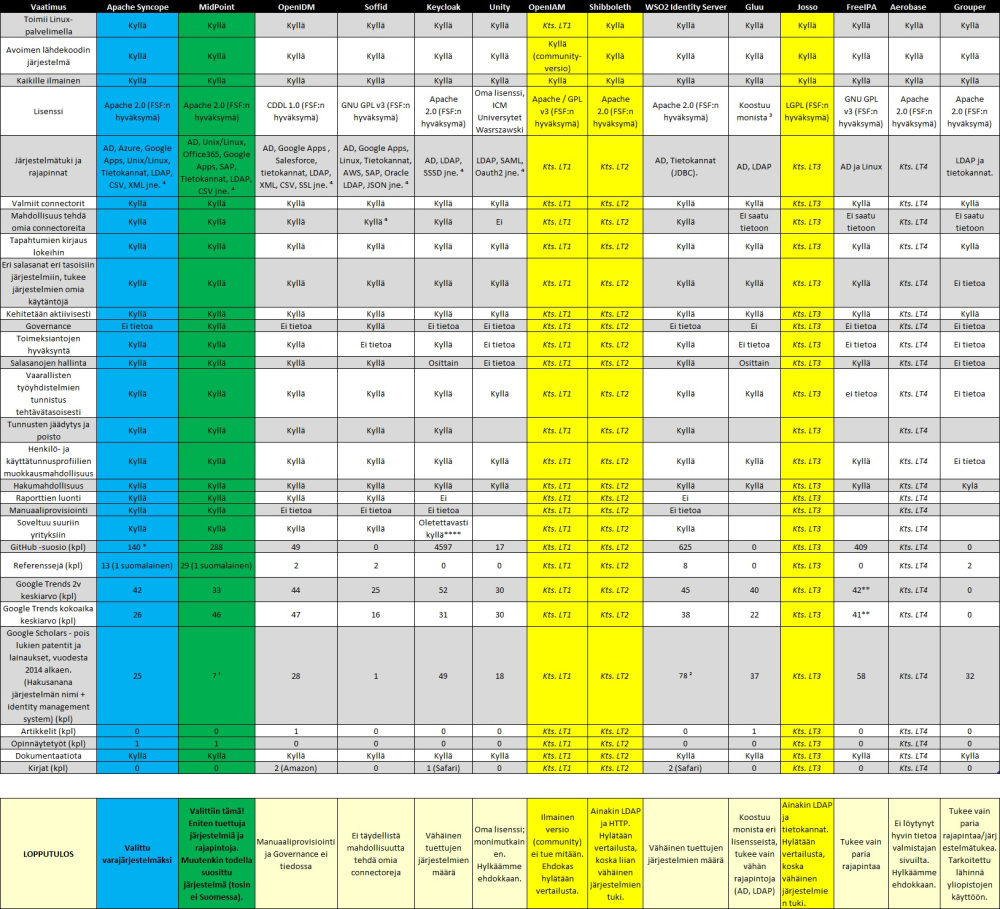 Vaatimus Apache Syncope MidPoint OpenIDM Soffid Keycloak Unity OpenIAM Shibboleth WSO2 Identity Server Gluu Josso FreeIPA Aerobase Grouper
Toimii Linux-
palvelimella
Kyllä Kyllä Kyllä Kyllä Kyllä Kyllä Kts. LT1 Kyllä Kyllä Kyllä Kyllä Kyllä Kyllä Kyllä
Avoimen lähdekoodin
järjestelmä
Kyllä Kyllä Kyllä Kyllä Kyllä Kyllä
Kyllä
(community-
versio)
Kyllä Kyllä Kyllä Kyllä Kyllä Kyllä Kyllä
Kaikille ilmainen Kyllä Kyllä Kyllä Kyllä Kyllä Kyllä Kyllä Kyllä Kyllä Kyllä Kyllä Kyllä Kyllä Kyllä
Lisenssi
Apache 2.0 (FSF:n
hyväksymä)
Apache 2.0 (FSF:n
hyväksymä)
CDDL 1.0 (FSF:n
hyväksymä)
GNU GPL v3 (FSF:n
hyväksymä)
Apache
2.0 (FSF:n
hyväksymä)
Oma lisenssi,
ICM
Universytet
Wasrszawski
Apache / GPL
v3 (FSF:n
hyväksymä)
Apache
2.0 (FSF:n
hyväksymä)
Apache 2.0 (FSF:n
hyväksymä)
Koostuu
monista ³
LGPL (FSF:n
hyväksymä)
GNU GPL
v3 (FSF:n
hyväksymä)
Apache
2.0 (FSF:n
hyväksymä)
Apache
2.0 (FSF:n
hyväksymä)
Järjestelmätuki ja
rajapinnat
AD, Azure, Google
Apps, Unix/Linux,
Tietokannat, LDAP,
CSV, XML jne. ⁴
AD, Unix/Linux,
Office365, Google
Apps, SAP,
Tietokannat, LDAP,
CSV jne. ⁴
AD, Google Apps ,
Salesforce,
tietokannat, LDAP,
XML, CSV, SSL jne. ⁴
AD, Google Apps,
Linux, Tietokannat,
AWS, SAP, Oracle
LDAP, JSON jne. ⁴
AD, LDAP,
SSSD jne. ⁴
LDAP, SAML,
Oauth2 jne. ⁴
Kts. LT1
Kts. LT2
AD, Tietokannat
(JDBC).
AD, LDAP
Kts. LT3
AD ja Linux
Kts. LT4
LDAP ja
tietokannat.
Valmiit connectorit Kyllä Kyllä Kyllä Kyllä Kyllä Kyllä Kts. LT1 Kts. LT2 Kyllä Kyllä Kts. LT3 Kyllä Kts. LT4 Kyllä
Mahdollisuus tehdä
omia connectoreita
Kyllä Kyllä Kyllä Kyllä ⁴ Kyllä Ei Kts. LT1 Kts. LT2 Kyllä
Ei saatu
tietoon
Kts. LT3
Ei saatu
tietoon
Kts. LT4
Ei saatu
tietoon
Tapahtumien kirjaus
lokeihin
Kyllä Kyllä Kyllä Kyllä Kyllä Kyllä Kts. LT1 Kts. LT2 Kyllä Kyllä Kts. LT3 Kyllä Kts. LT4 Kyllä
Eri salasanat eri tasoisiin
järjestelmiin, tukee
järjestelmien omia
käytäntöjä
Kyllä Kyllä Kyllä Kyllä Kyllä Kyllä Kts. LT1 Kts. LT2 Kyllä Kyllä Kts. LT3 Kyllä Kts. LT4 Ei tietoa
Kehitetään aktiivisesti Kyllä Kyllä Kyllä Kyllä Kyllä Kyllä Kts. LT1 Kts. LT2 Kyllä Kyllä Kts. LT3 Kyllä Kts. LT4 Kyllä
Governance Ei tietoa Kyllä Ei tietoa Kyllä Ei tietoa Ei tietoa Kts. LT1 Kts. LT2 Ei tietoa Ei Kts. LT3 Ei tietoa Kts. LT4 Ei tietoa
Toimeksiantojen
hyväksyntä
Kyllä Kyllä Kyllä Ei tietoa Kyllä Ei tietoa Kts. LT1 Kts. LT2 Kyllä Ei tietoa Kts. LT3 Ei tietoa Kts. LT4 Ei tietoa
Salasanojen hallinta Kyllä Kyllä Kyllä Kyllä Osittain Ei tietoa Kts. LT1 Kts. LT2 Kyllä Osittain Kts. LT3 Kyllä Kts. LT4 Ei tietoa
Vaarallisten
työyhdistelmien
tunnistus
tehtävätasoisesti
Kyllä Kyllä Kyllä Kyllä Kyllä Kyllä Kts. LT1 Kts. LT2 Kyllä Kyllä Kts. LT3 ei tietoa Kts. LT4 Ei tietoa
Tunnusten jäädytys ja
poisto
Kyllä Kyllä Kyllä Kyllä Kyllä Kts. LT1 Kts. LT2 Kyllä Kts. LT3 Kts. LT4
Henkilö- ja
käyttätunnusprofiilien
muokkausmahdollisuus
Kyllä Kyllä Kyllä Kyllä Kyllä Kyllä Kts. LT1 Kts. LT2 Kyllä Kyllä Kts. LT3 Kyllä Kts. LT4 Ei tietoa
Hakumahdollisuus Kyllä Kyllä Kyllä Kyllä Kyllä Kyllä Kts. LT1 Kts. LT2 Kyllä Kyllä Kts. LT3 Kyllä Kts. LT4 Kylä
Raporttien luonti Kyllä Kyllä Kyllä Kyllä Ei Kts. LT1 Kts. LT2 Ei Kts. LT3 Kts. LT4
Manuaaliprovisiointi Kyllä Kyllä Ei tietoa Ei tietoa Ei tietoa Kts. LT1 Kts. LT2 Ei tietoa Kts. LT3 Kts. LT4
Soveltuu suuriin
yrityksiin
Kyllä Kyllä Kyllä Kyllä
Oletettavasti
kyllä****
Kts. LT1 Kts. LT2 Kyllä Kts. LT3 Kts. LT4
GitHub -suosio (kpl) 140 * 288 49 0 4597 17 Kts. LT1 Kts. LT2 625 0 Kts. LT3 409 Kts. LT4 0
Referenssejä (kpl) 13 (1 suomalainen) 29 (1 suomalainen) 2 2 0 0 Kts. LT1 Kts. LT2 8 0 Kts. LT3 0 Kts. LT4 2
Google Trends 2v
keskiarvo (kpl)
42 33 44 25 52 30 Kts. LT1 Kts. LT2 45 40 Kts. LT3 42** Kts. LT4 0
Google Trends kokoaika
keskiarvo (kpl)
26 46 47 16 31 30 Kts. LT1 Kts. LT2 38 22 Kts. LT3 41** Kts. LT4 0
Google Scholars - pois
lukien patentit ja
lainaukset, vuodesta
2014 alkaen.
(Hakusanana
järjestelmän nimi +
identity management
system) (kpl)
25 7 ¹ 28 1 49 18 Kts. LT1 Kts. LT2 78 ² 37 Kts. LT3 58 Kts. LT4 32
Artikkelit (kpl) 0 0 1 0 0 0 Kts. LT1 Kts. LT2 0 1 Kts. LT3 0 Kts. LT4 0
Opinnäytetyöt (kpl) 1 1 0 0 0 0 Kts. LT1 Kts. LT2 0 0 Kts. LT3 0 Kts. LT4 0
Dokumentaatiota Kyllä Kyllä Kyllä Kyllä Kyllä Kyllä Kts. LT1 Kts. LT2 Kyllä Kyllä Kts. LT3 Kyllä Kts. LT4 Kyllä
Kirjat (kpl) 0 0 2 (Amazon) 0 1 (Safari) 0 Kts. LT1 Kts. LT2 2 (Safari) 0 Kts. LT3 0 Kts. LT4 0
LOPPUTULOS
Valittu
varajärjestelmäksi
Valittiin tämä!
Eniten tuettuja
järjestelmiä ja
rajapintoja.
Muutenkin todella
suosittu
järjestelmä (tosin
ei Suomessa).
Manuaaliprovisiointi
ja Governance ei
tiedossa
Ei täydellistä
mahdollisuutta
tehdä omia
connectoreja
Vähäinen
tuettujen
järjestelmien
määrä
Oma lisenssi;
monimutkain
en.
Hylkäämme
ehdokkaan.
Ilmainen
versio
(community)
ei tue mitään.
Ehdokas
hylätään
vertailusta.
Ainakin LDAP
ja HTTP.
Hylätään
vertailusta,
koska liian
vähäinen
järjestelmien
tuki.
Vähäinen tuettujen
järjestelmien määrä
Koostuu
monista eri
lisensseistä,
tukee vain
vähän
rajapintoja
(AD, LDAP)
Ainakin LDAP
ja
tietokannat.
Hylätään
vertailusta,
koska
vähäinen
järjestelmie
n tuki.
Tukee vain
paria
rajapintaa
Ei löytynyt
hyvin tietoa
valmistajan
sivuilta.
Hylkäämme
ehdokkaan.
Tukee vain
paria
rajapintaa/järj
estelmätukea.
Tarkoitettu
lähinnä
yliopistojen
käyttöön.